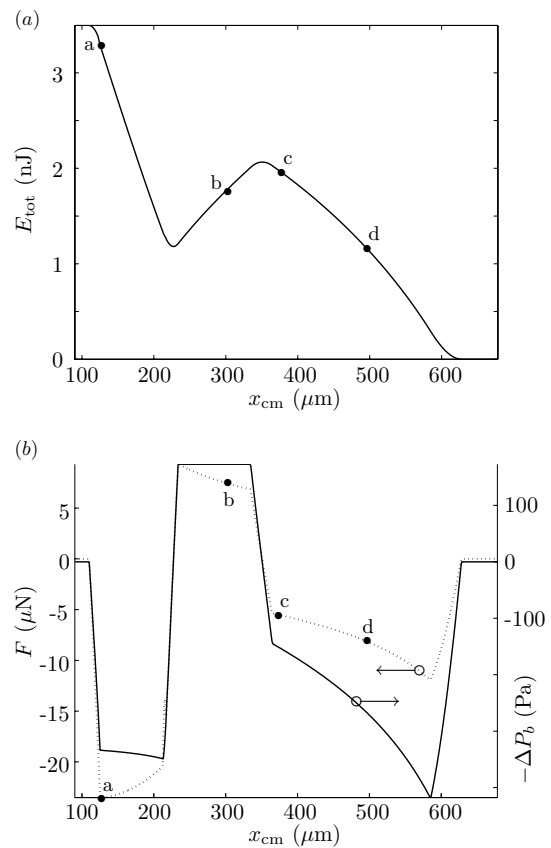 (a)
3
2
1
0
E_tot (nJ)
a
b
c
d
100 200 300 400 500 600
x_cm (μm)
(b)
5
0
-5
-10
-15
-20
F (μN)
100
0
-100
−ΔP_b (Pa)
a
b
c
d
100 200 300 400 500 600
x_cm (μm)